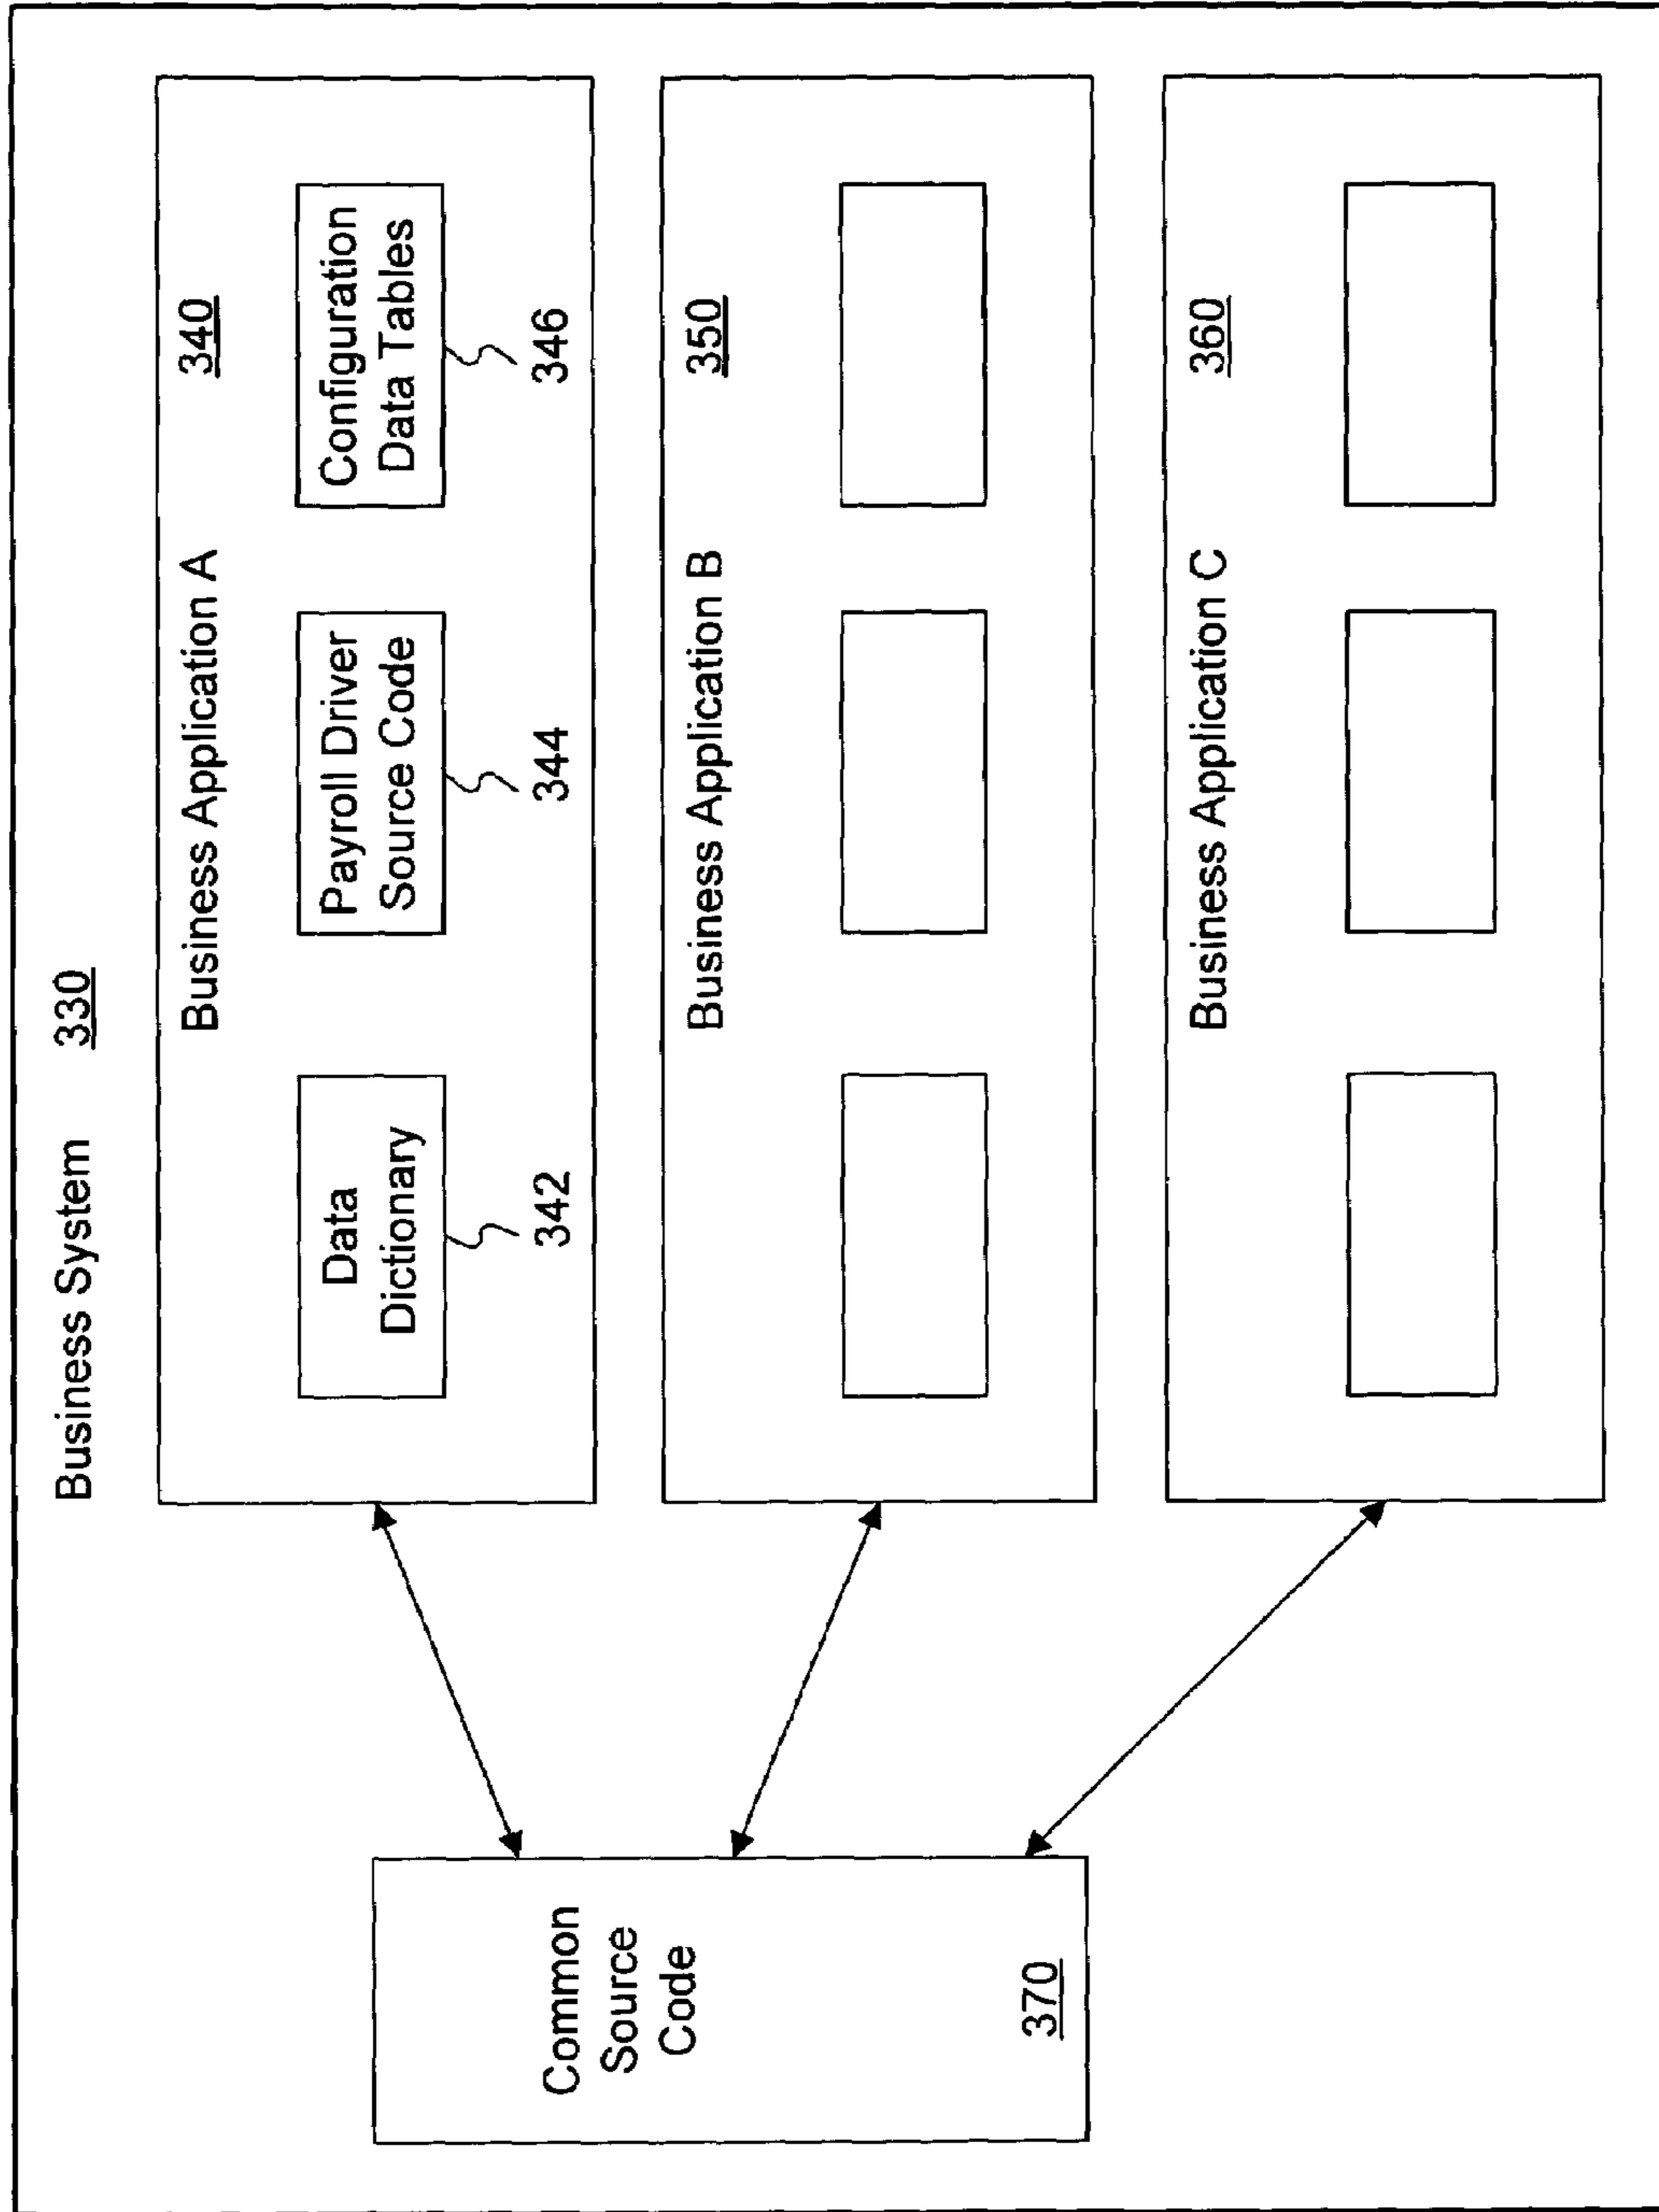 Business System 330
Common
Source
Code
370
Business Application A 340
Data
Dictionary
342
Payroll Driver
Source Code
344
Configuration
Data Tables
346
Business Application B 350
Business Application C 360